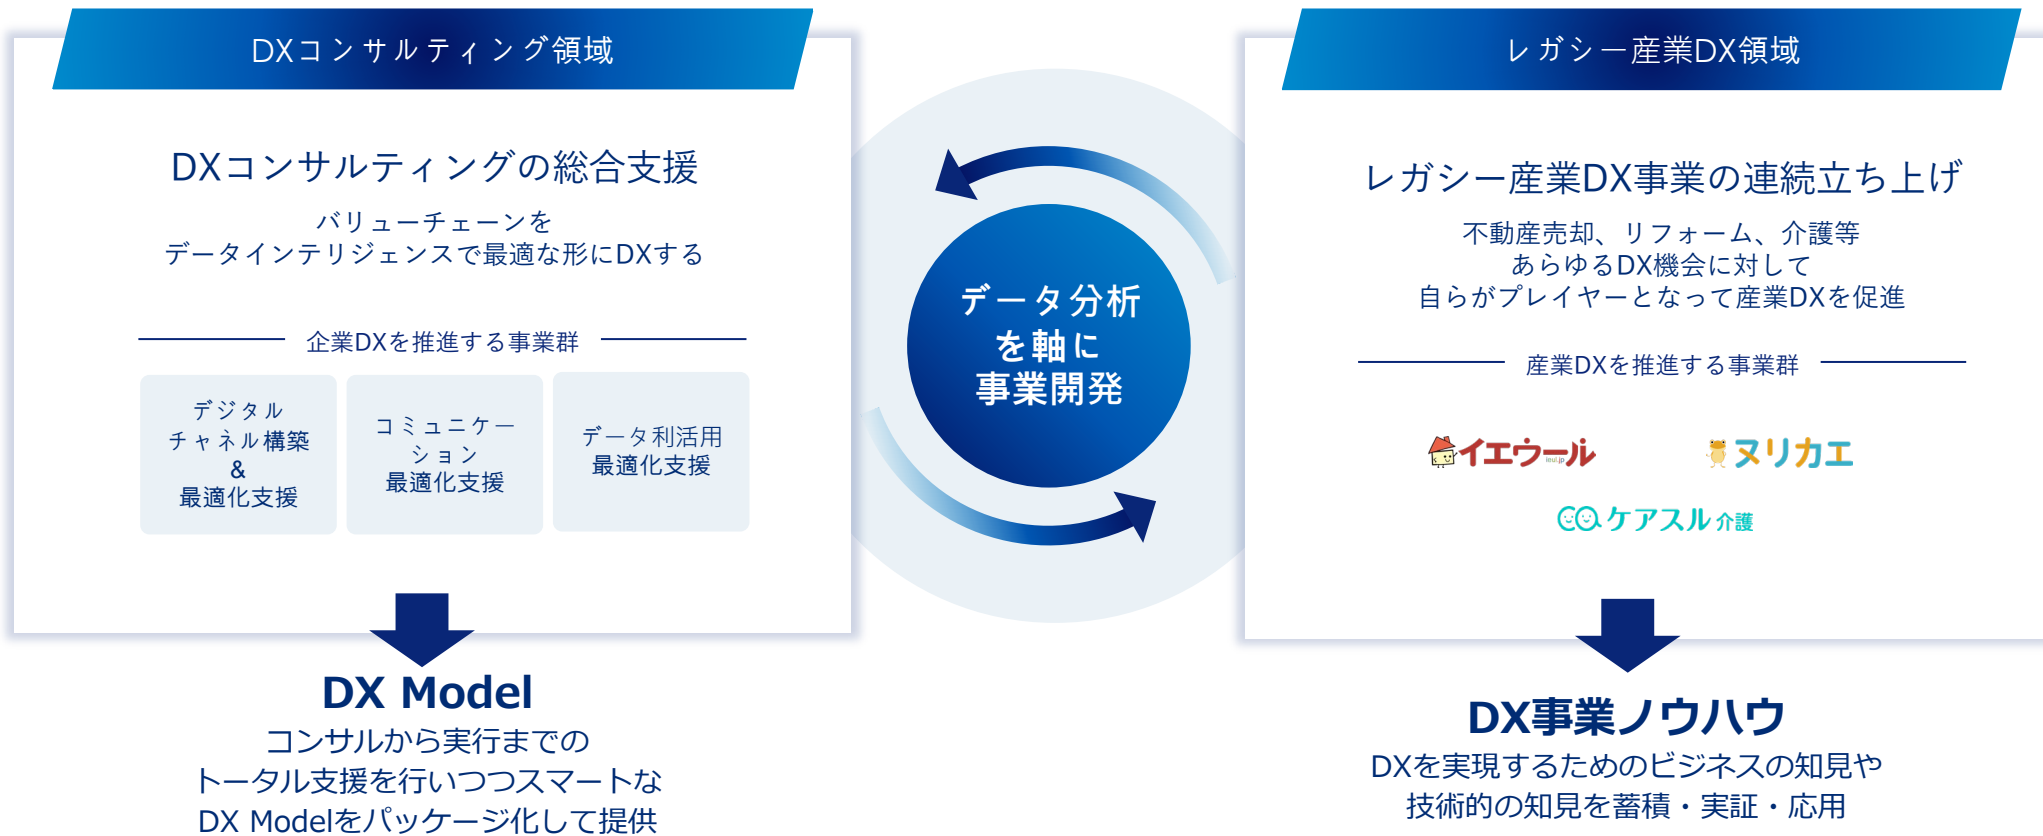 DXコンサルティング領域
DXコンサルティングの総合支援
バリューチェーンを
データインテリジェンスで最適な形にDXする
企業DXを推進する事業群
デジタル
チャネル構築
&
最適化支援
コミュニケー
ション
最適化支援
データ利活用
最適化支援
DX Model
コンサルから実行までの
トータル支援を行いつつスマートな
DX Modelをパッケージ化して提供
データ分析
を軸に
事業開発
レガシー産業DX領域
レガシー産業DX事業の連続立ち上げ
不動産売却、リフォーム、介護等
あらゆるDX機会に対して
自らがプレイヤーとなって産業DXを促進
産業DXを推進する事業群
イエウール
ieul.jp
ヌリカエ
ケアスル 介護
DX事業ノウハウ
DXを実現するためのビジネスの知見や
技術的の知見を蓄積・実証・応用